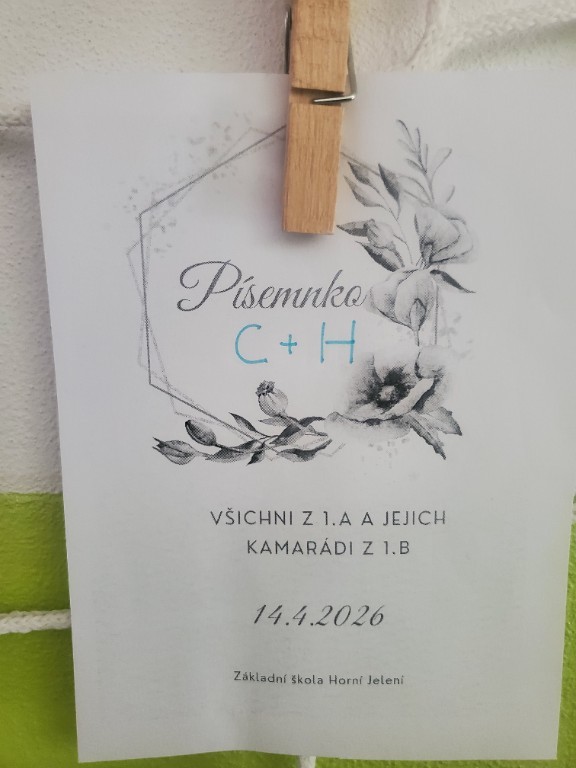 Písemnko
C + H
VŠICHNI Z 1.A A JEJICH
KAMARÁDI Z 1.B
14.4.2026
Základní škola Horní Jelení